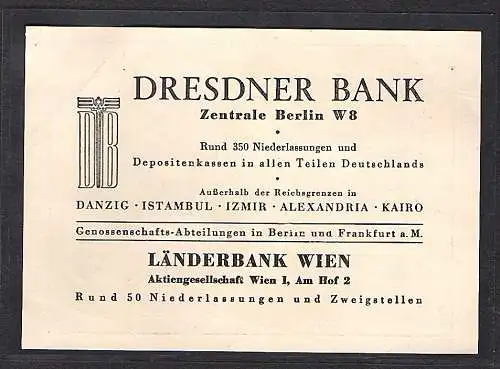 DRESDNER BANK
Zentrale Berlin W8
•
Rund 350 Niederlassungen und
Depositenkassen in allen Teilen Deutschlands
•
Außerhalb der Reichsgrenzen in
DANZIG · ISTAMBUL · IZMIR · ALEXANDRIA · KAIRO
Genossenschafts-Abteilungen in Berlin und Frankfurt a. M.
DB
LÄNDERBANK WIEN
Aktiengesellschaft Wien I, Am Hof 2
Rund 50 Niederlassungen und Zweigstellen